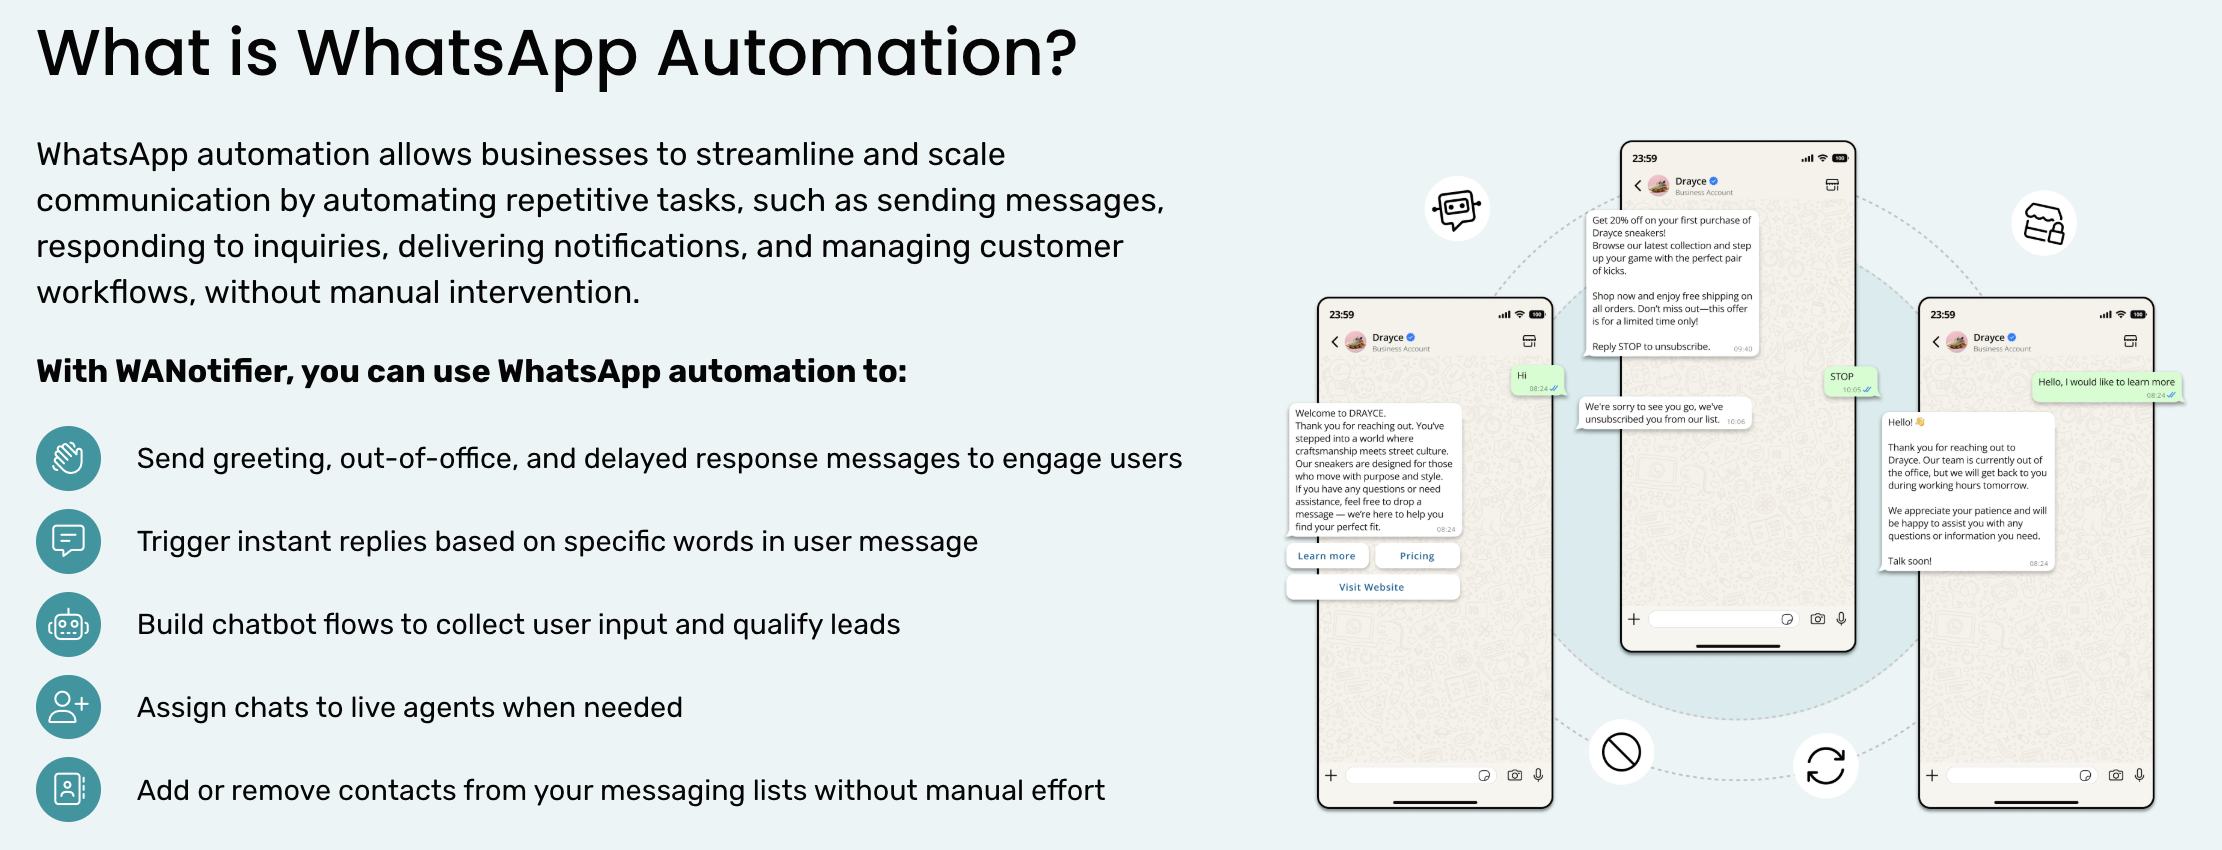 What is WhatsApp Automation?
WhatsApp automation allows businesses to streamline and scale
communication by automating repetitive tasks, such as sending messages,
responding to inquiries, delivering notifications, and managing customer
workflows, without manual intervention.
With WANotifier, you can use WhatsApp automation to:
Send greeting, out-of-office, and delayed response messages to engage users
Trigger instant replies based on specific words in user message
Build chatbot flows to collect user input and qualify leads
Assign chats to live agents when needed
Add or remove contacts from your messaging lists without manual effort
23:59
100
Drayce
Business Account
Hi
08:24
Welcome to DRAYCE.
Thank you for reaching out. You've
stepped into a world where
craftsmanship meets street culture.
Our sneakers are designed for those
who move with purpose and style.
If you have any questions or need
assistance, feel free to drop a
message — we're here to help you
find your perfect fit.
08:24
Learn more
Pricing
Visit Website
23:59
100
Drayce
Business Account
Get 20% off on your first purchase of
Drayce sneakers!
Browse our latest collection and step
up your game with the perfect pair
of kicks.
Shop now and enjoy free shipping on
all orders. Don't miss out—this offer
is for a limited time only!
Reply STOP to unsubscribe.
09:40
STOP
10:05
We're sorry to see you go, we've
unsubscribed you from our list.
10:06
23:59
100
Drayce
Business Account
Hello, I would like to learn more
08:24
Hello! 👋
Thank you for reaching out to
Drayce. Our team is currently out of
the office, but we will get back to you
during working hours tomorrow.
We appreciate your patience and will
be happy to assist you with any
questions or information you need.
Talk soon!
08:24